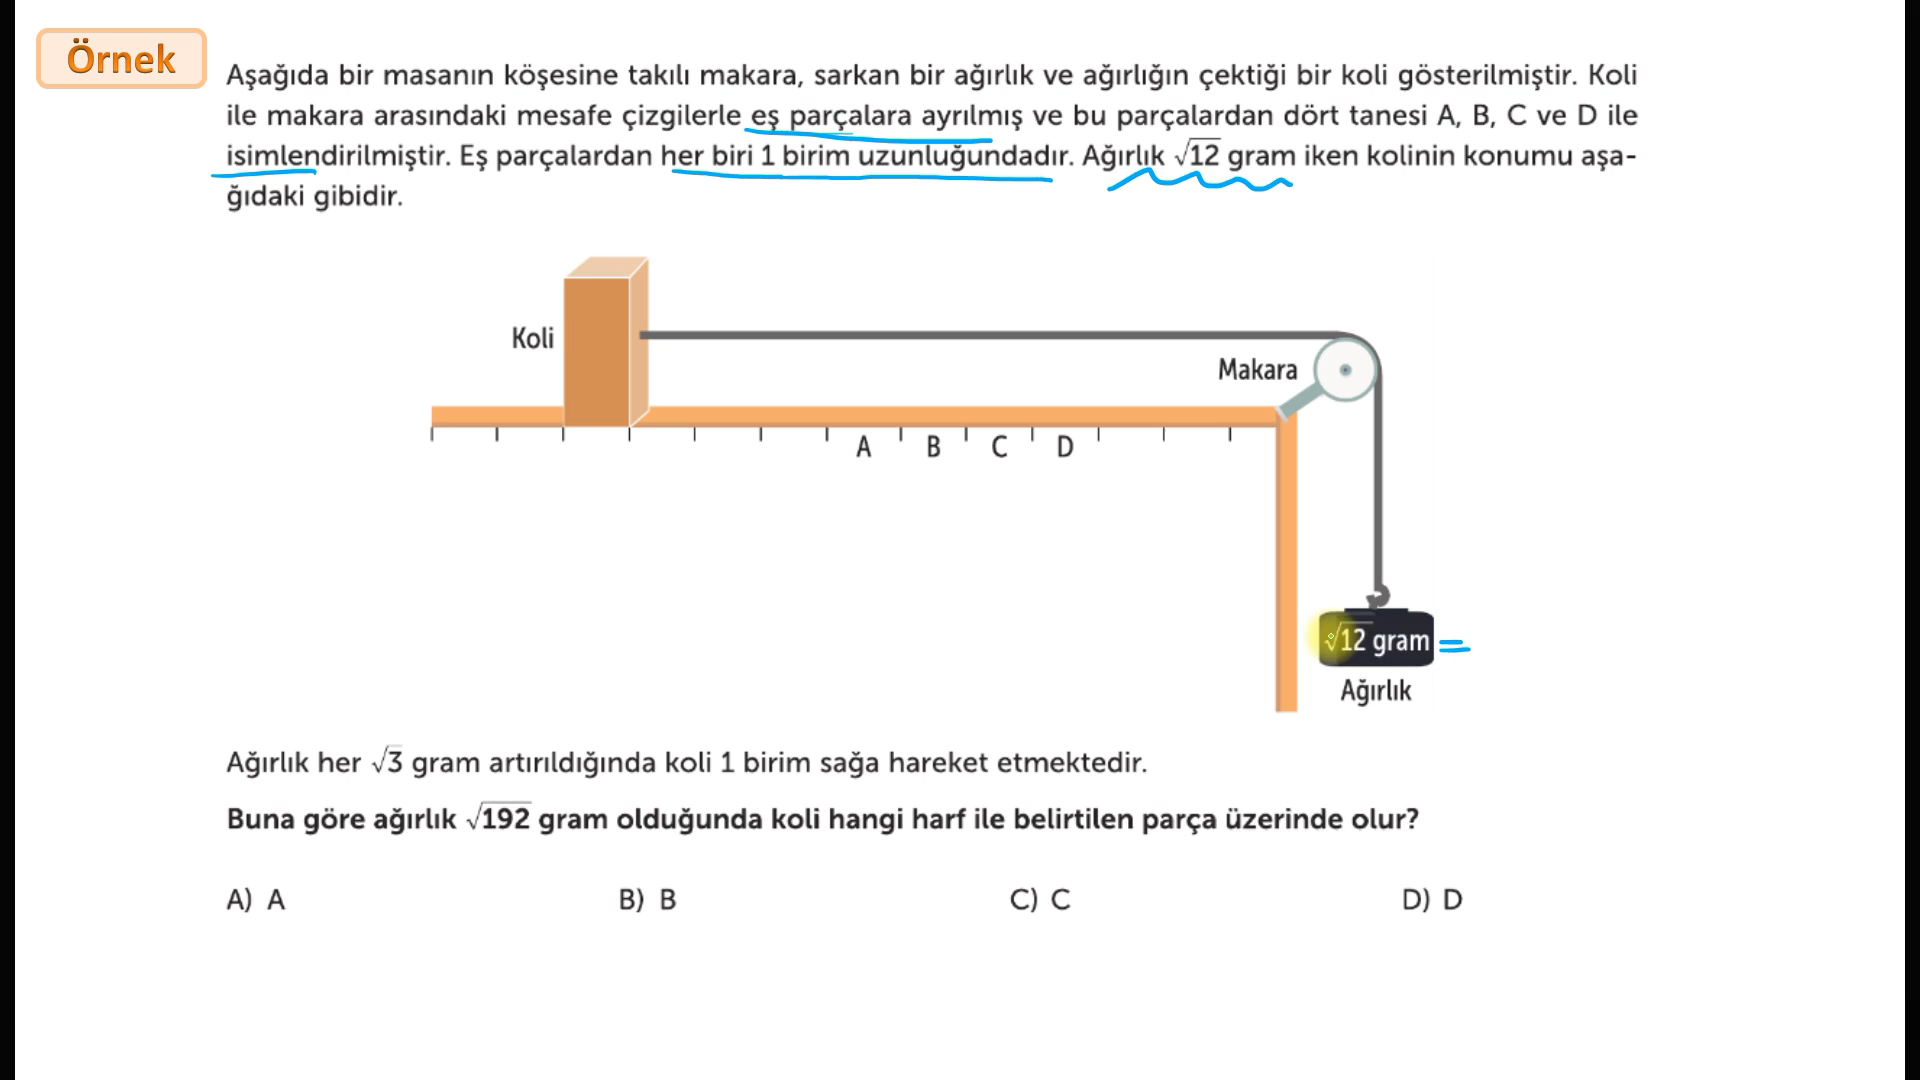 Örnek
Aşağıda bir masanın köşesine takılı makara, sarkan bir ağırlık ve ağırlığın çektiği bir koli gösterilmiştir. Koli
ile makara arasındaki mesafe çizgilerle eş parçalara ayrılmış ve bu parçalardan dört tanesi A, B, C ve D ile
isimlendirilmiştir. Eş parçalardan her biri 1 birim uzunluğundadır. Ağırlık √12 gram iken kolinin konumu aşa-
ğıdaki gibidir.
Koli
Makara
A B C D
√12 gram =
Ağırlık
Ağırlık her √3 gram artırıldığında koli 1 birim sağa hareket etmektedir.
Buna göre ağırlık √192 gram olduğunda koli hangi harf ile belirtilen parça üzerinde olur?
A) A B) B C) C D) D